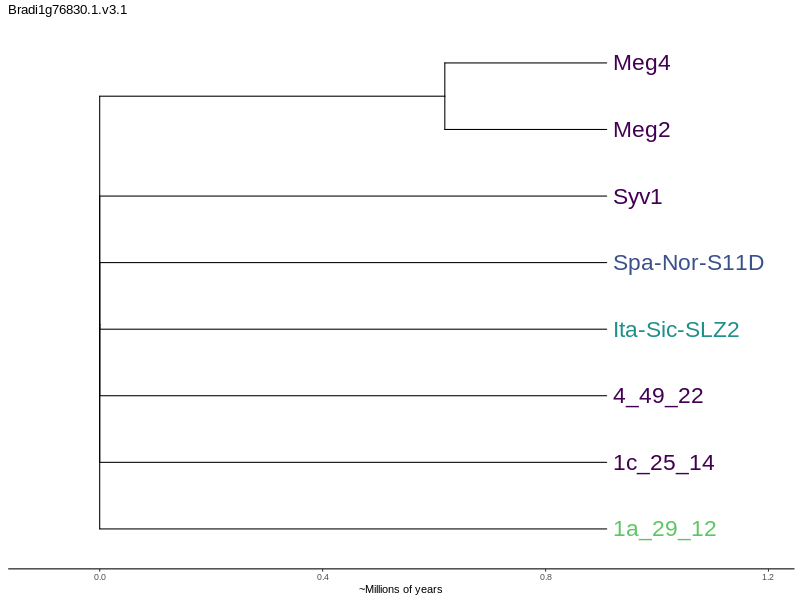 Bradi1g76830.1.v3.1
Meg4
Meg2
Syv1
Spa-Nor-S11D
Ita-Sic-SLZ2
4_49_22
1c_25_14
1a_29_12
0.0 0.4 0.8 1.2
~Millions of years